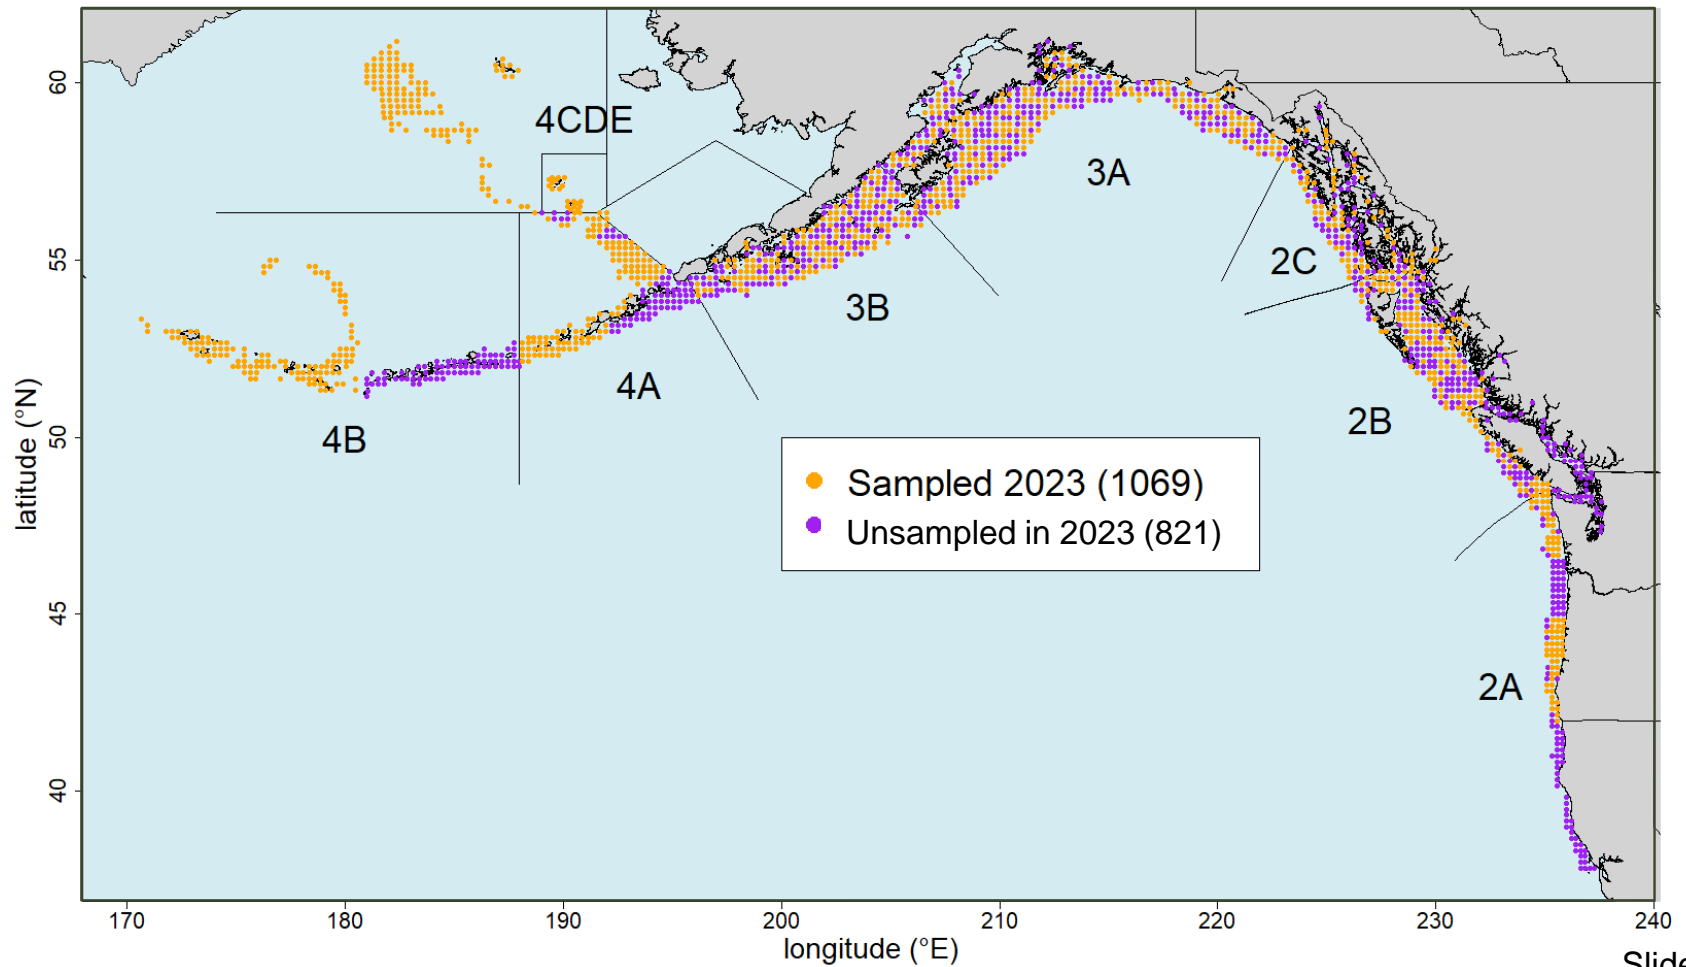 60
55
50
45
40
latitude (°N)
4CDE
3A
2C
3B
4A
4B
2B
2A
Sampled 2023 (1069)
Unsampled in 2023 (821)
170 180 190 200 210 220 230 240
longitude (°E)
Slide